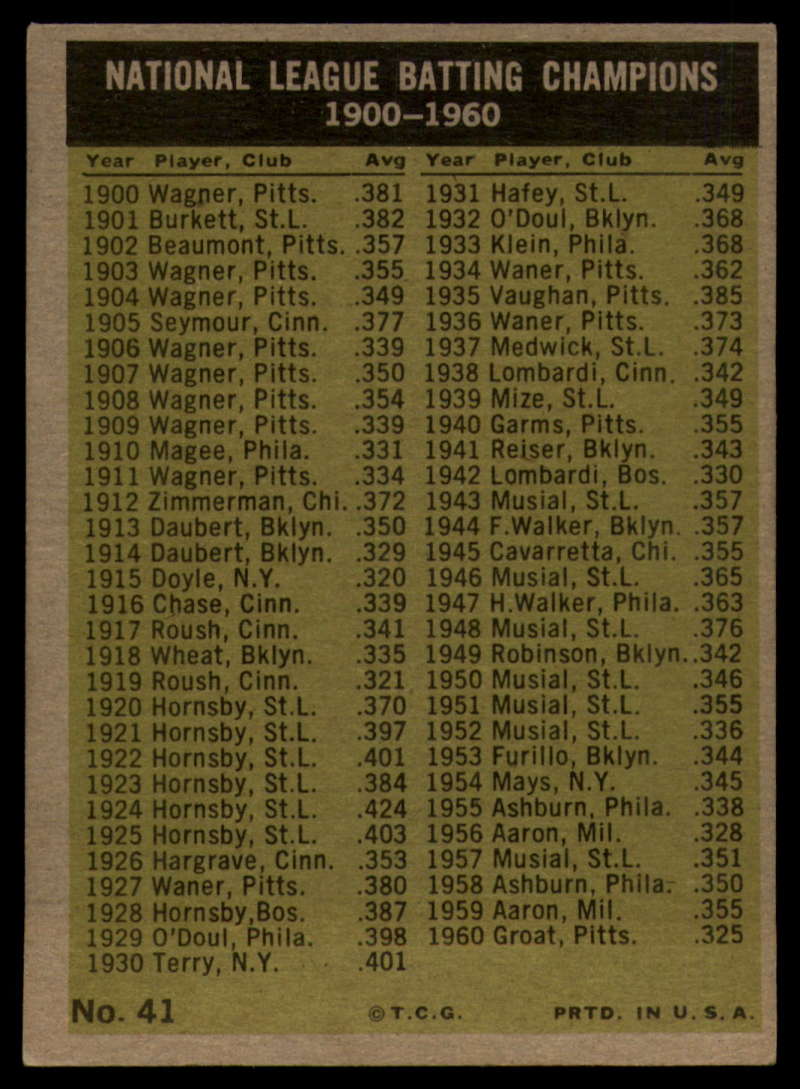 NATIONAL LEAGUE BATTING CHAMPIONS
1900–1960
Year Player, Club Avg
1900 Wagner, Pitts. .381
1901 Burkett, St.L. .382
1902 Beaumont, Pitts. .357
1903 Wagner, Pitts. .355
1904 Wagner, Pitts. .349
1905 Seymour, Cinn. .377
1906 Wagner, Pitts. .339
1907 Wagner, Pitts. .350
1908 Wagner, Pitts. .354
1909 Wagner, Pitts. .339
1910 Magee, Phila. .331
1911 Wagner, Pitts. .334
1912 Zimmerman, Chi. .372
1913 Daubert, Bklyn. .350
1914 Daubert, Bklyn. .329
1915 Doyle, N.Y. .320
1916 Chase, Cinn. .339
1917 Roush, Cinn. .341
1918 Wheat, Bklyn. .335
1919 Roush, Cinn. .321
1920 Hornsby, St.L. .370
1921 Hornsby, St.L. .397
1922 Hornsby, St.L. .401
1923 Hornsby, St.L. .384
1924 Hornsby, St.L. .424
1925 Hornsby, St.L. .403
1926 Hargrave, Cinn. .353
1927 Waner, Pitts. .380
1928 Hornsby,Bos. .387
1929 O'Doul, Phila. .398
1930 Terry, N.Y. .401
Year Player, Club Avg
1931 Hafey, St.L. .349
1932 O'Doul, Bklyn. .368
1933 Klein, Phila. .368
1934 Waner, Pitts. .362
1935 Vaughan, Pitts. .385
1936 Waner, Pitts. .373
1937 Medwick, St.L. .374
1938 Lombardi, Cinn. .342
1939 Mize, St.L. .349
1940 Garms, Pitts. .355
1941 Reiser, Bklyn. .343
1942 Lombardi, Bos. .330
1943 Musial, St.L. .357
1944 F.Walker, Bklyn. .357
1945 Cavarretta, Chi. .355
1946 Musial, St.L. .365
1947 H.Walker, Phila. .363
1948 Musial, St.L. .376
1949 Robinson, Bklyn. .342
1950 Musial, St.L. .346
1951 Musial, St.L. .355
1952 Musial, St.L. .336
1953 Furillo, Bklyn. .344
1954 Mays, N.Y. .345
1955 Ashburn, Phila. .338
1956 Aaron, Mil. .328
1957 Musial, St.L. .351
1958 Ashburn, Phila. .350
1959 Aaron, Mil. .355
1960 Groat, Pitts. .325
No. 41 ©T.C.G. PRTD. IN U.S.A.